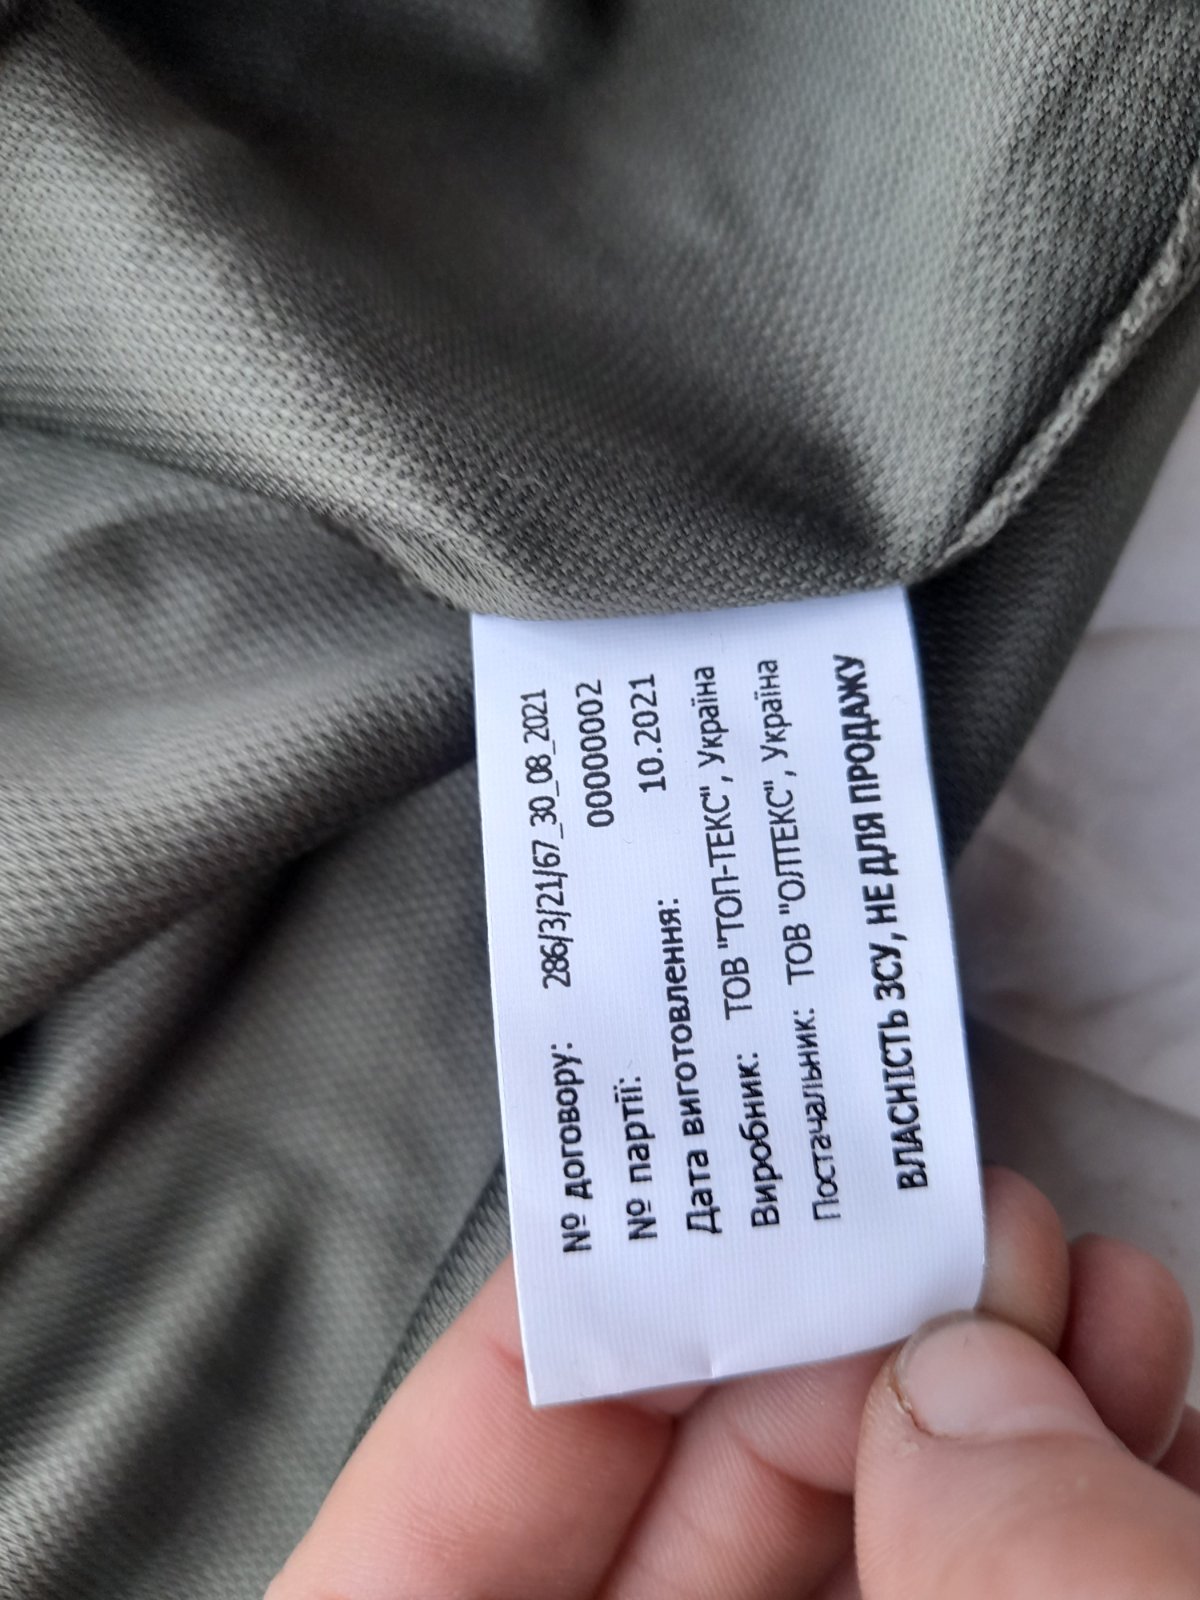 № договору: 286/3/21/67_30_08_2021
№ партії: 00000002
Дата виготовлення: 10.2021
Виробник: ТОВ "ТОП-ТЕКС", Україна
Постачальник: ТОВ "ОЛТЕКС", Україна
ВЛАСНІСТЬ ЗСУ, НЕ ДЛЯ ПРОДАЖУ